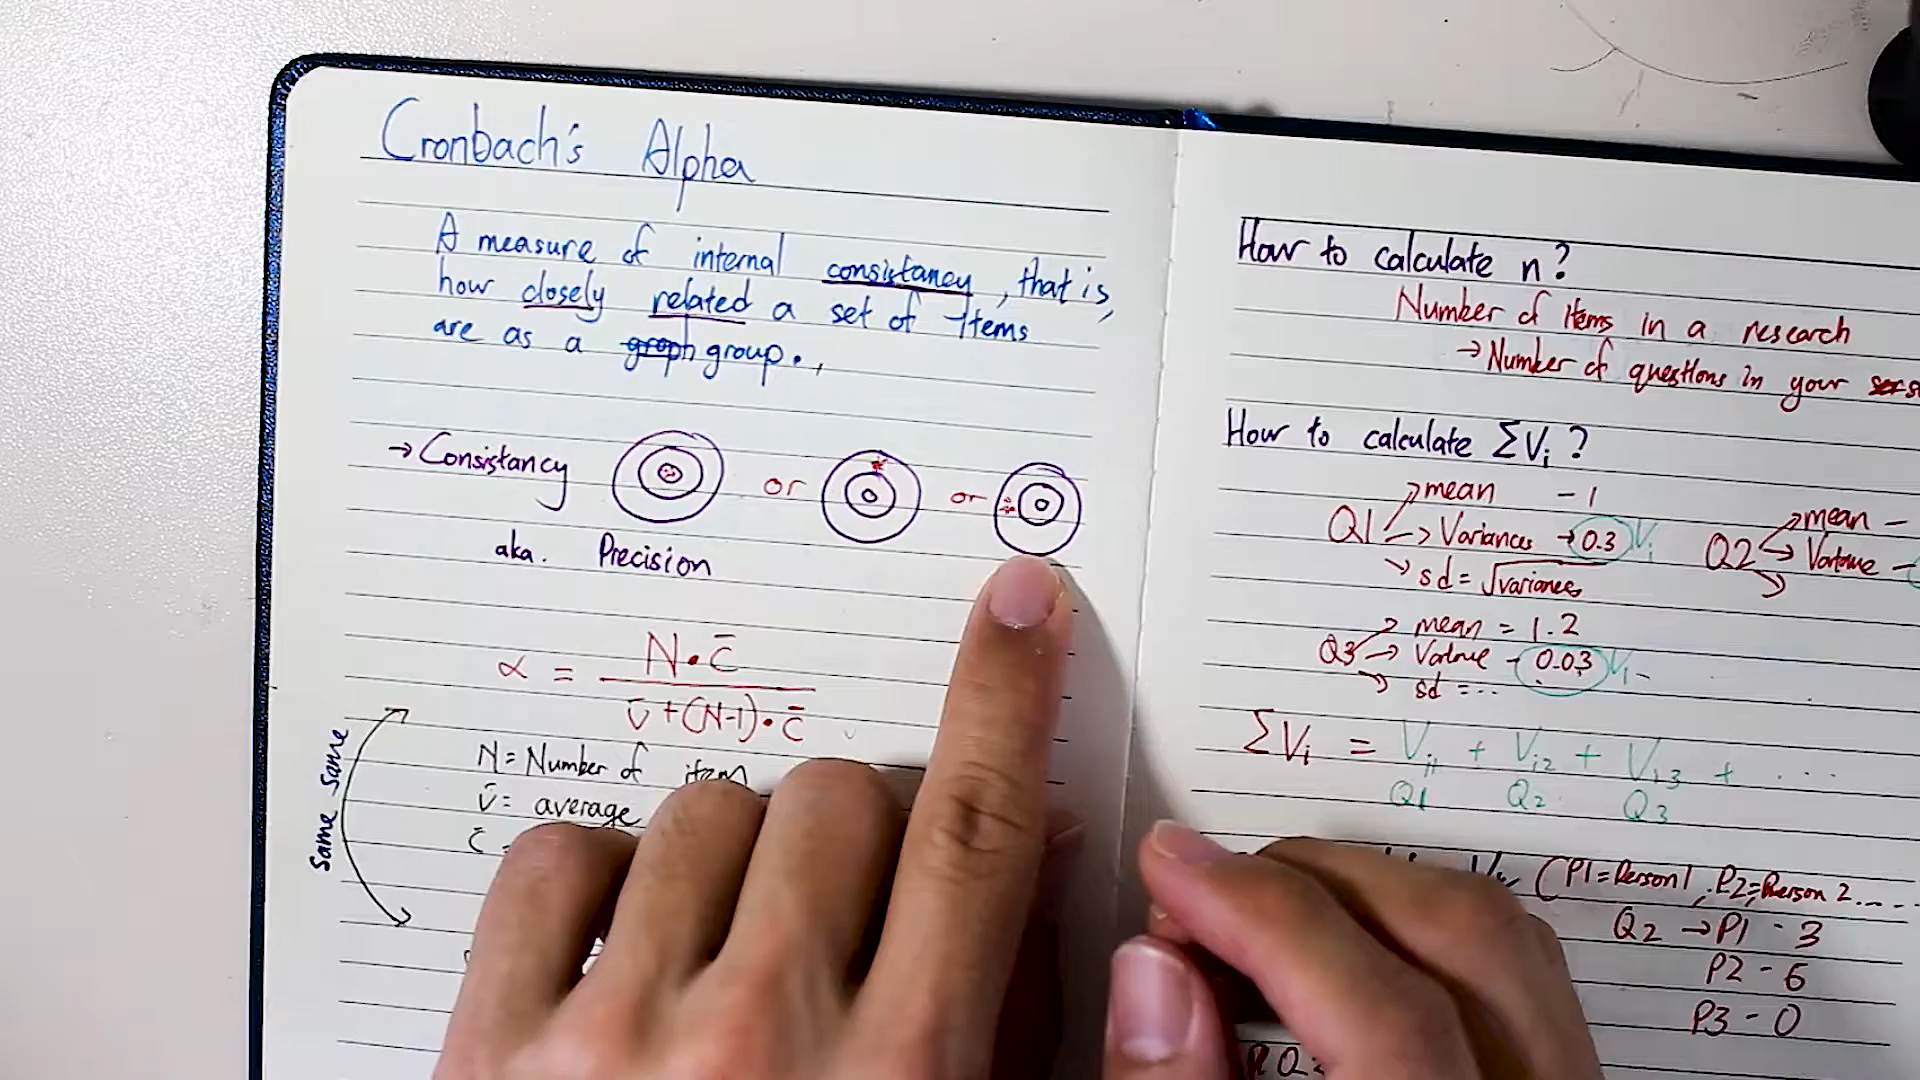 Cronbach's Alpha
A measure of internal consistancy, that is,
how closely related a set of items
are as a graph group.,
→ Consistancy or or
aka. Precision
α = N•c̄ / v̄+(N-1)•c̄
N = Number of item
v̄ = average
c̄ =
Same Same
How to calculate n?
Number of items in a research
→ Number of questions in your
How to calculate ΣVi?
Q1 → mean - 1
→ Variances → 0.3 Vi
→ sd = √variances
Q2 → mean -
→ Variance -
Q3 → mean = 1.2
→ Variance - 0.03 Vi
→ sd = ...
ΣVi = Vi1 + Vi2 + Vi3 + ...
Q1 Q2 Q3
(P1=Person1, P2=Person 2.....
Q2 → P1 - 3
P2 - 6
P3 - 0